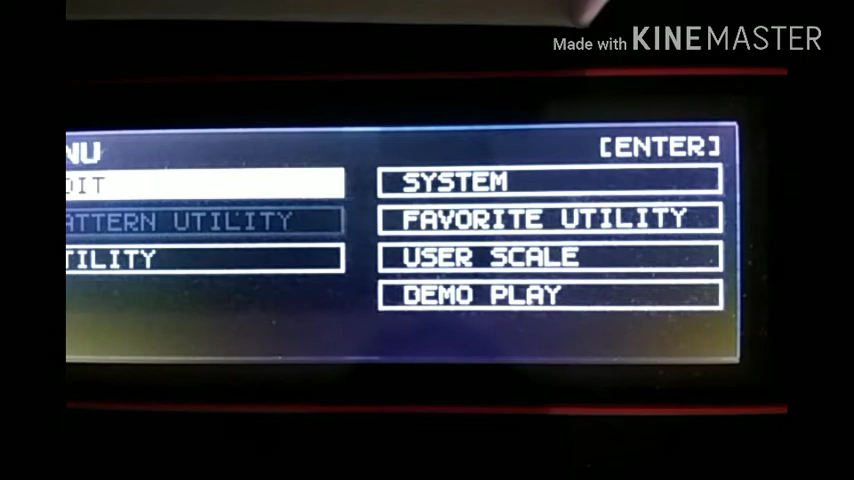 Made with KINEMASTER
NU [ENTER]
DIT SYSTEM
ATTERN UTILITY FAVORITE UTILITY
TILITY USER SCALE
DEMO PLAY